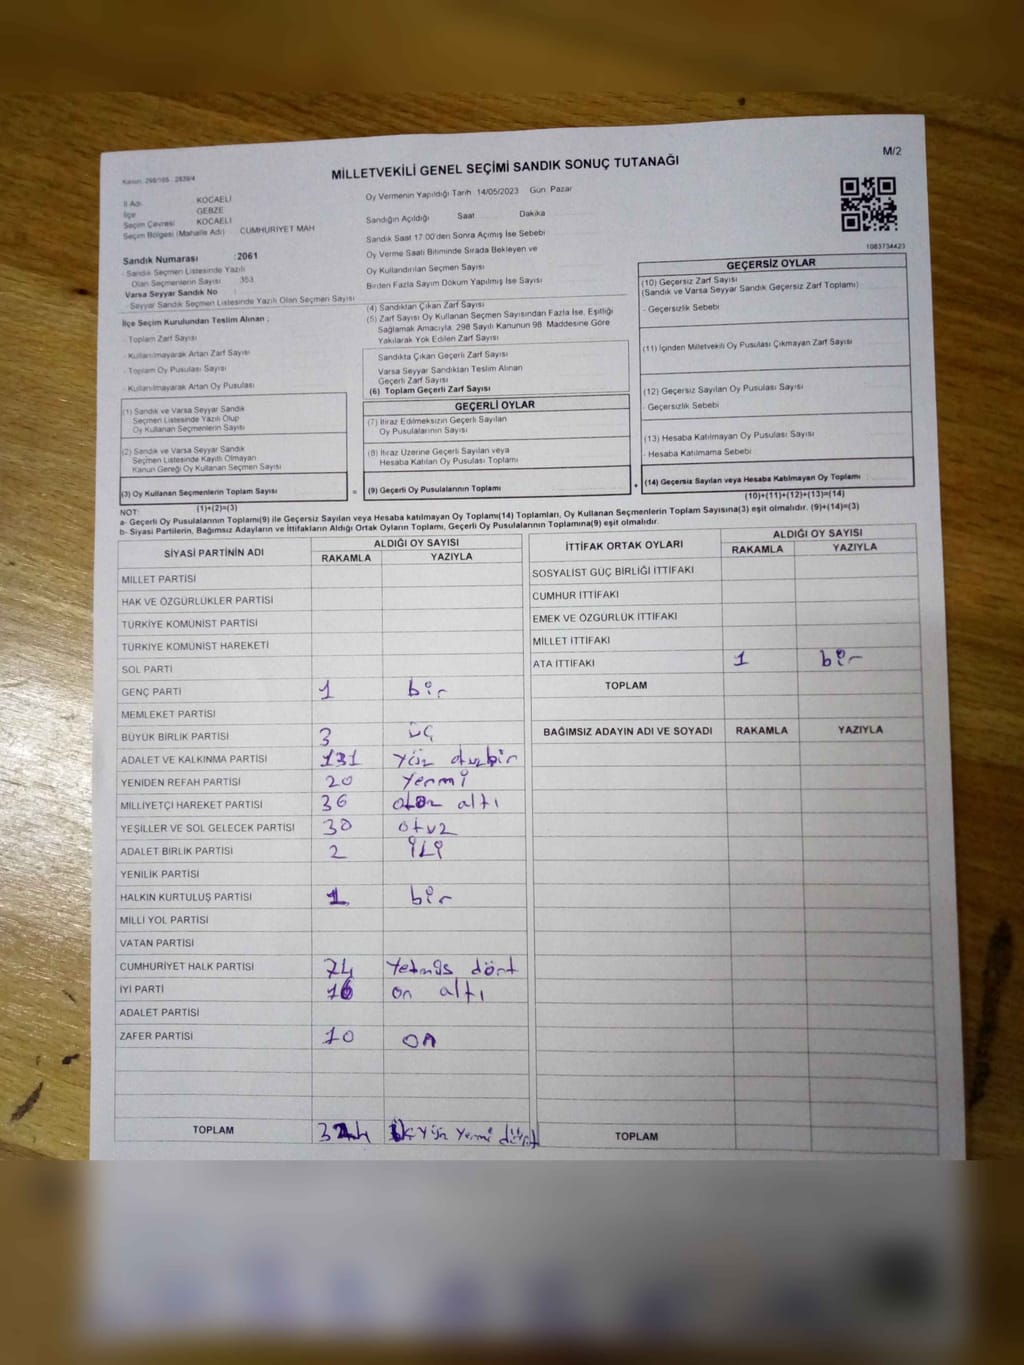 Kanun: 298/105 2839/4
MİLLETVEKİLİ GENEL SEÇİMİ SANDIK SONUÇ TUTANAĞI
M/2
İl Adı KOCAELİ
İlçe GEBZE
Seçim Çevresi KOCAELİ
Seçim Bölgesi (Mahalle Adı) CUMHURİYET MAH
Sandık Numarası :2061
- Sandık Seçmen Listesinde Yazılı
Olan Seçmenlerin Sayısı 353
Varsa Seyyar Sandık No
- Seyyar Sandık Seçmen Listesinde Yazılı Olan Seçmen Sayısı
Oy Vermenin Yapıldığı Tarih 14/05/2023 Gün Pazar
Sandığın Açıldığı Saat Dakika
Sandık Saat 17:00'den Sonra Açılmış İse Sebebi
Oy Verme Saati Bitiminde Sırada Bekleyen ve
Oy Kullandırılan Seçmen Sayısı
Birden Fazla Sayım Döküm Yapılmış İse Sayısı
1083734423
İlçe Seçim Kurulundan Teslim Alınan ;
- Toplam Zarf Sayısı
- Kullanılmayarak Artan Zarf Sayısı
- Toplam Oy Pusulası Sayısı
- Kullanılmayarak Artan Oy Pusulası
(4) Sandıktan Çıkan Zarf Sayısı
(5) Zarf Sayısı Oy Kullanan Seçmen Sayısından Fazla İse, Eşitliği
Sağlamak Amacıyla, 298 Sayılı Kanunun 98. Maddesine Göre
Yakılarak Yok Edilen Zarf Sayısı
Sandıkta Çıkan Geçerli Zarf Sayısı
Varsa Seyyar Sandıktan Teslim Alınan
Geçerli Zarf Sayısı
(6) Toplam Geçerli Zarf Sayısı
GEÇERSİZ OYLAR
(10) Geçersiz Zarf Sayısı
(Sandık ve Varsa Seyyar Sandık Geçersiz Zarf Toplamı)
- Geçersizlik Sebebi
(11) İçinden Milletvekili Oy Pusulası Çıkmayan Zarf Sayısı
(12) Geçersiz Sayılan Oy Pusulası Sayısı
- Geçersizlik Sebebi
(13) Hesaba Katılmayan Oy Pusulası Sayısı
- Hesaba Katılmama Sebebi
(14) Geçersiz Sayılan veya Hesaba Katılmayan Oy Toplamı
(10)+(11)+(12)+(13)=(14)
(1) Sandık ve Varsa Seyyar Sandık
Seçmen Listesinde Yazılı Olup
Oy Kullanan Seçmenlerin Sayısı
(2) Sandık ve Varsa Seyyar Sandık
Seçmen Listesinde Kayıtlı Olmayan
Kanun Gereği Oy Kullanan Seçmen Sayısı
(3) Oy Kullanan Seçmenlerin Toplam Sayısı =
(1)+(2)=(3)
GEÇERLİ OYLAR
(7) İtiraz Edilmeksizin Geçerli Sayılan
Oy Pusulalarının Sayısı
(8) İtiraz Üzerine Geçerli Sayılan veya
Hesaba Katılan Oy Pusulası Toplamı
(9) Geçerli Oy Pusulalarının Toplamı +
NOT:
a- Geçerli Oy Pusulasının Toplamı(9) ile Geçersiz Sayılan veya Hesaba katılmayan Oy Toplamı(14) Toplamları, Oy Kullanan Seçmenlerin Toplam Sayısına(3) eşit olmalıdır. (9)+(14)=(3)
b- Siyasi Partilerin, Bağımsız Adayların ve İttifakların Aldığı Ortak Oyların Toplamı, Geçerli Oy Pusulasının Toplamına(9) eşit olmalıdır.
SİYASİ PARTİNİN ADI ALDIĞI OY SAYISI
RAKAMLA YAZIYLA
MİLLET PARTİSİ
HAK VE ÖZGÜRLÜKLER PARTİSİ
TÜRKİYE KOMÜNİST PARTİSİ
TÜRKİYE KOMÜNİST HAREKETİ
SOL PARTİ
GENÇ PARTİ 1 bir
MEMLEKET PARTİSİ
BÜYÜK BİRLİK PARTİSİ 3 üç
ADALET VE KALKINMA PARTİSİ 131 yüz otuzbir
YENİDEN REFAH PARTİSİ 20 yermi
MİLLİYETÇİ HAREKET PARTİSİ 36 altı
YEŞİLLER VE SOL GELECEK PARTİSİ 30 otuz
ADALET BİRLİK PARTİSİ 2 iki
YENİLİK PARTİSİ
HALKIN KURTULUŞ PARTİSİ 1 bir
MİLLİ YOL PARTİSİ
VATAN PARTİSİ
CUMHURİYET HALK PARTİSİ 74 Yetmiş dört
İYİ PARTİ 16 on altı
ADALET PARTİSİ
ZAFER PARTİSİ 10 on
TOPLAM 324 yüz yermi dört
İTTİFAK ORTAK OYLARI ALDIĞI OY SAYISI
RAKAMLA YAZIYLA
SOSYALİST GÜÇ BİRLİĞİ İTTİFAKI
CUMHUR İTTİFAKI
EMEK VE ÖZGÜRLÜK İTTİFAKI
MİLLET İTTİFAKI
ATA İTTİFAKI 1 bir
TOPLAM
BAĞIMSIZ ADAYIN ADI VE SOYADI RAKAMLA YAZIYLA
TOPLAM